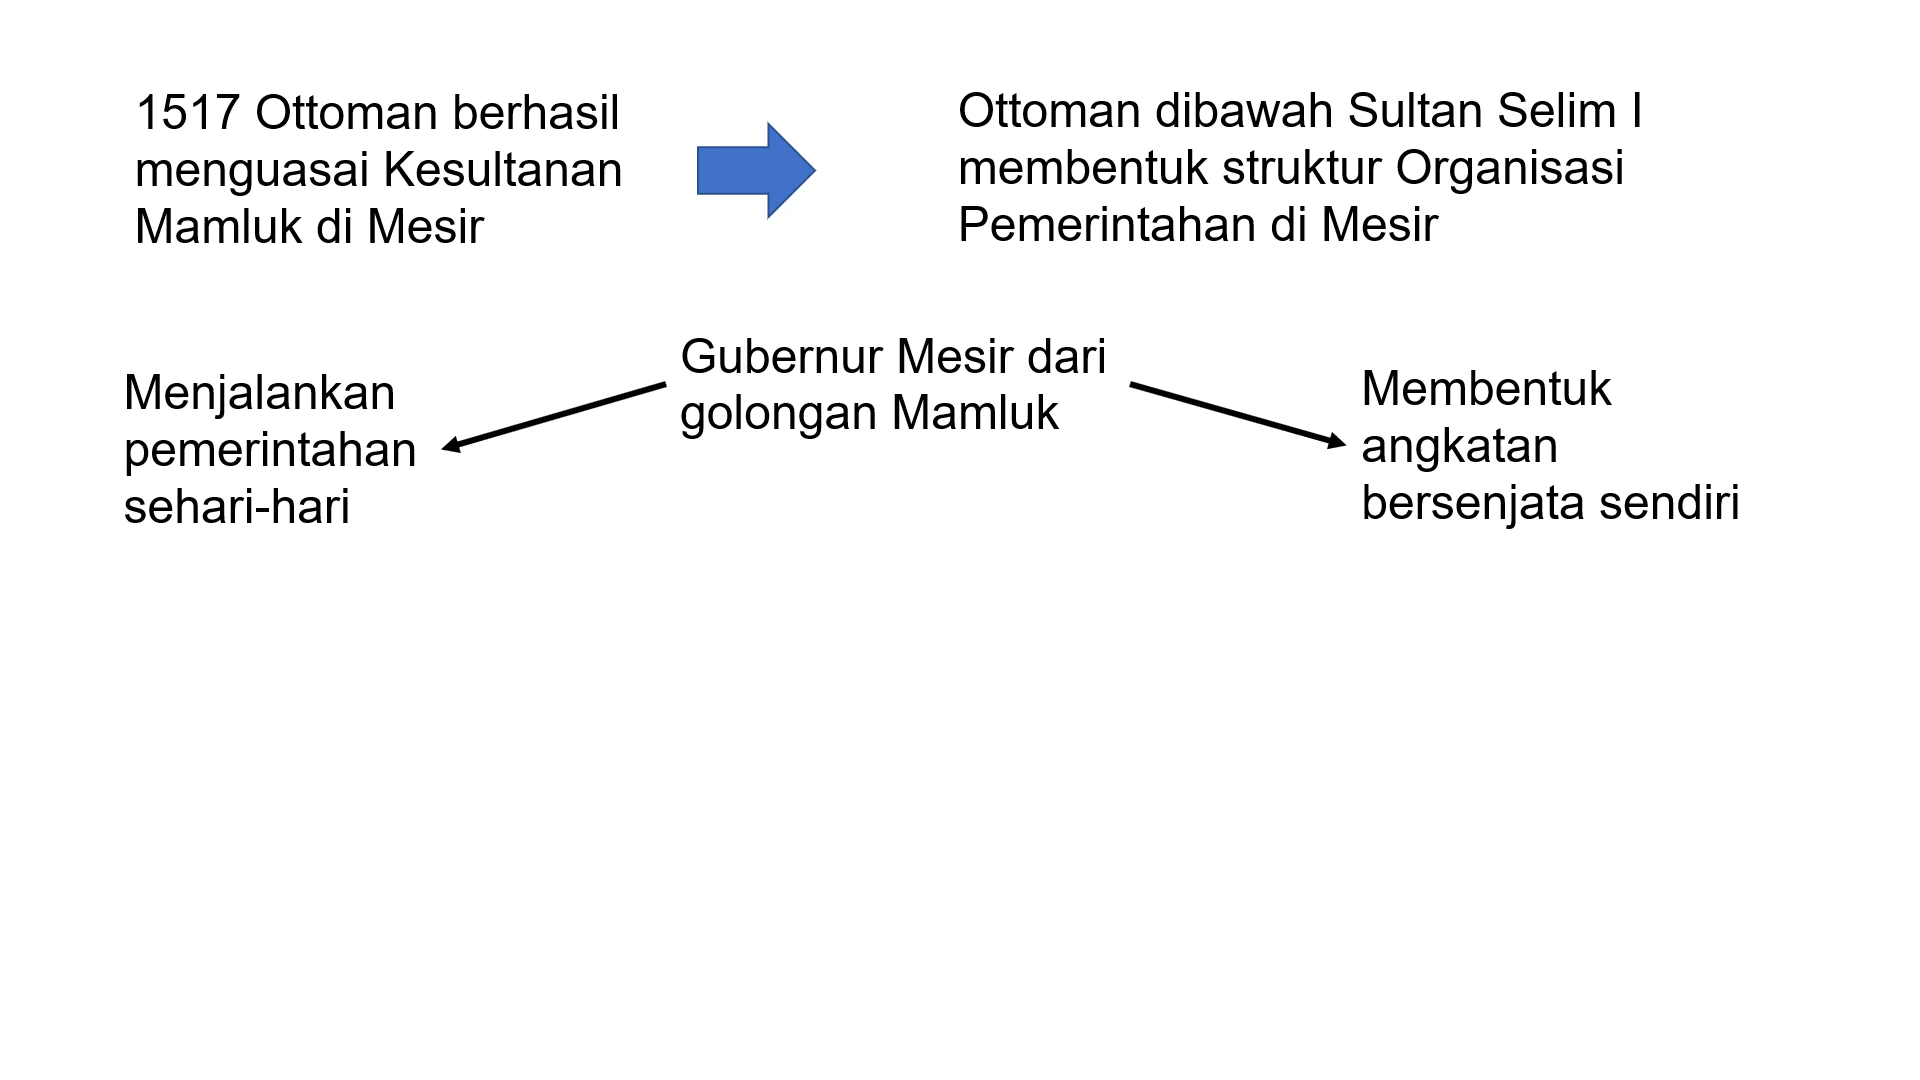 1517 Ottoman berhasil
menguasai Kesultanan
Mamluk di Mesir
Ottoman dibawah Sultan Selim I
membentuk struktur Organisasi
Pemerintahan di Mesir
Gubernur Mesir dari
golongan Mamluk
Menjalankan
pemerintahan
sehari-hari
Membentuk
angkatan
bersenjata sendiri